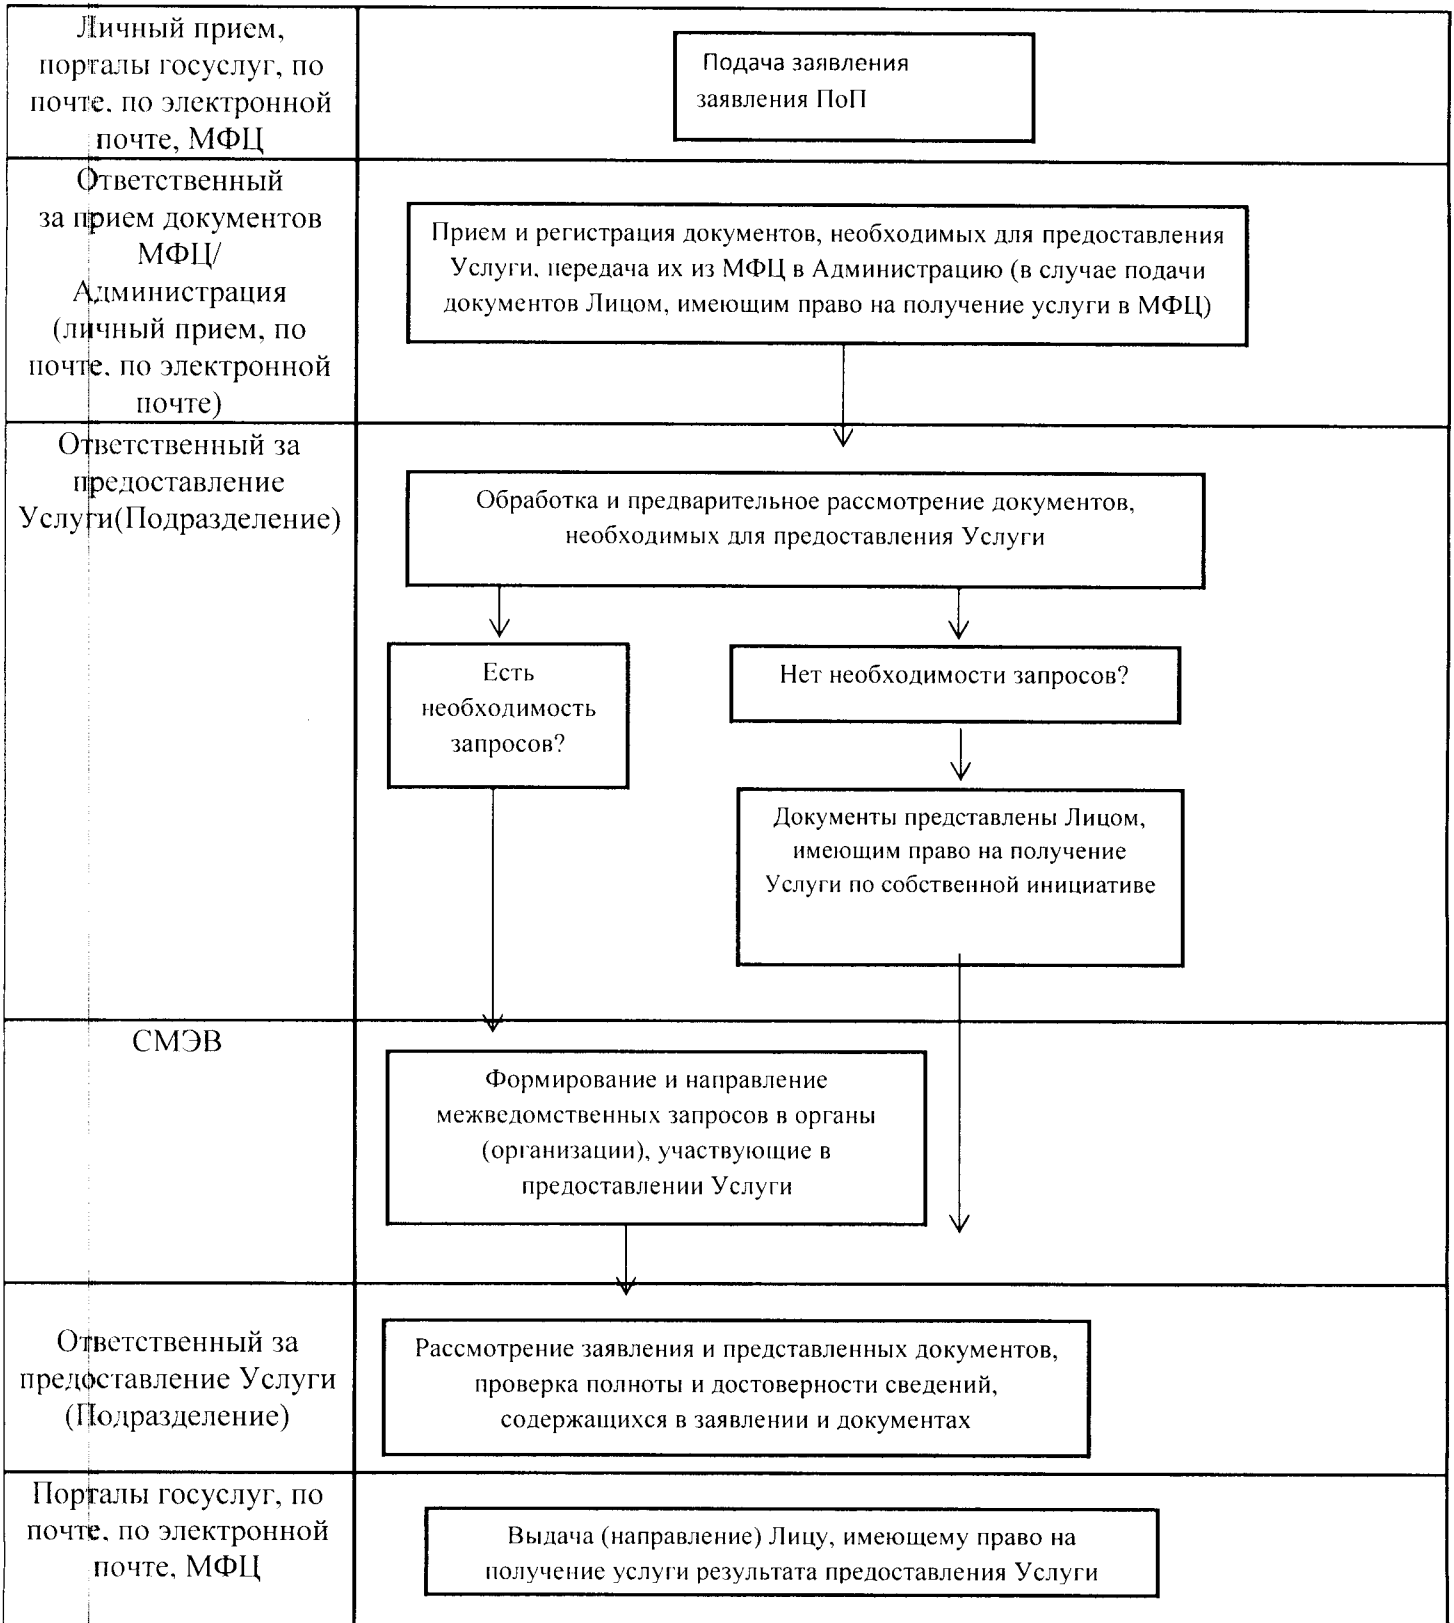 Личный прием,
порталы госуслуг, по
почте, по электронной
почте, МФЦ
Подача заявления
заявления ПоП
Ответственный
за прием документов
МФЦ/
Администрация
(личный прием, по
почте, по электронной
почте)
Прием и регистрация документов, необходимых для предоставления
Услуги, передача их из МФЦ в Администрацию (в случае подачи
документов Лицом, имеющим право на получение услуги в МФЦ)
Ответственный за
предоставление
Услуги(Подразделение)
Обработка и предварительное рассмотрение документов,
необходимых для предоставления Услуги
Есть
необходимость
запросов?
Нет необходимости запросов?
Документы представлены Лицом,
имеющим право на получение
Услуги по собственной инициативе
СМЭВ
Формирование и направление
межведомственных запросов в органы
(организации), участвующие в
предоставлении Услуги
Ответственный за
предоставление Услуги
(Подразделение)
Рассмотрение заявления и представленных документов,
проверка полноты и достоверности сведений,
содержащихся в заявлении и документах
Порталы госуслуг, по
почте, по электронной
почте, МФЦ
Выдача (направление) Лицу, имеющему право на
получение услуги результата предоставления Услуги